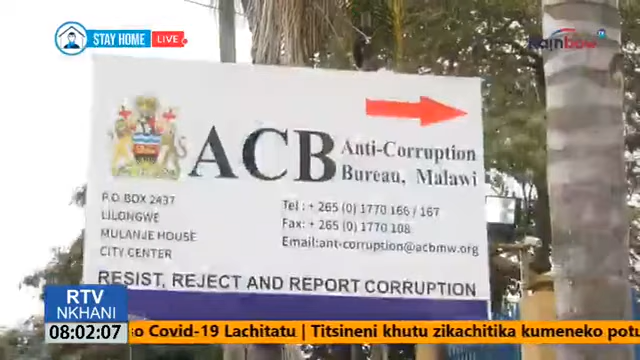 STAY HOME LIVE
Rainbow
ACB
Anti-Corruption
Bureau, Malawi
P.O. BOX 2437
LILONGWE
MULANJE HOUSE
CITY CENTER
Tel : + 265 (0) 1770 166 / 167
Fax: + 265 (0) 1770 108
Email:ant-corruption@acbmw.org
RESIST, REJECT AND REPORT CORRUPTION
RTV
NKHANI
08:02:07
o Covid-19 Lachitatu | Titsineni khutu zikachitika kumeneko potu